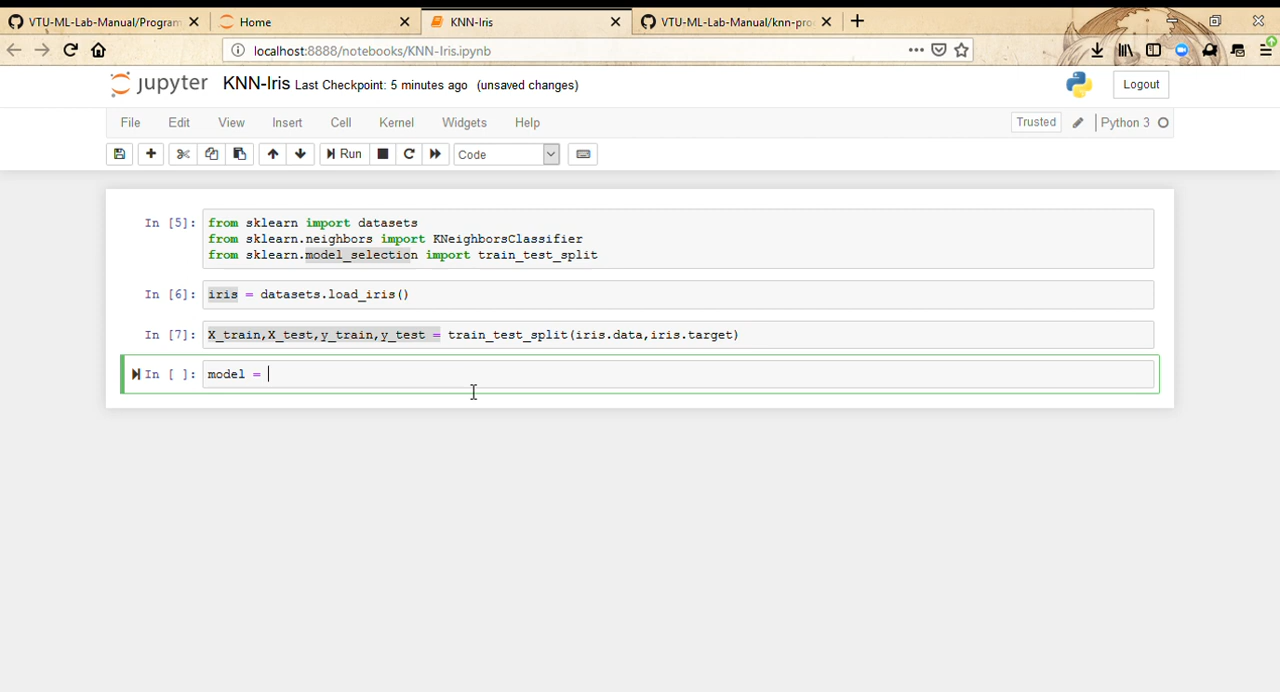 VTU-ML-Lab-Manual/Program
Home
KNN-Iris
VTU-ML-Lab-Manual/knn-pro
localhost:8888/notebooks/KNN-Iris.ipynb
jupyter KNN-Iris Last Checkpoint: 5 minutes ago (unsaved changes)
Logout
File Edit View Insert Cell Kernel Widgets Help
Trusted
Python 3
Run
Code
In [5]: from sklearn import datasets
from sklearn.neighbors import KNeighborsClassifier
from sklearn.model_selection import train_test_split
In [6]: iris = datasets.load_iris()
In [7]: X_train,X_test,y_train,y_test = train_test_split(iris.data,iris.target)
In [ ]: model =